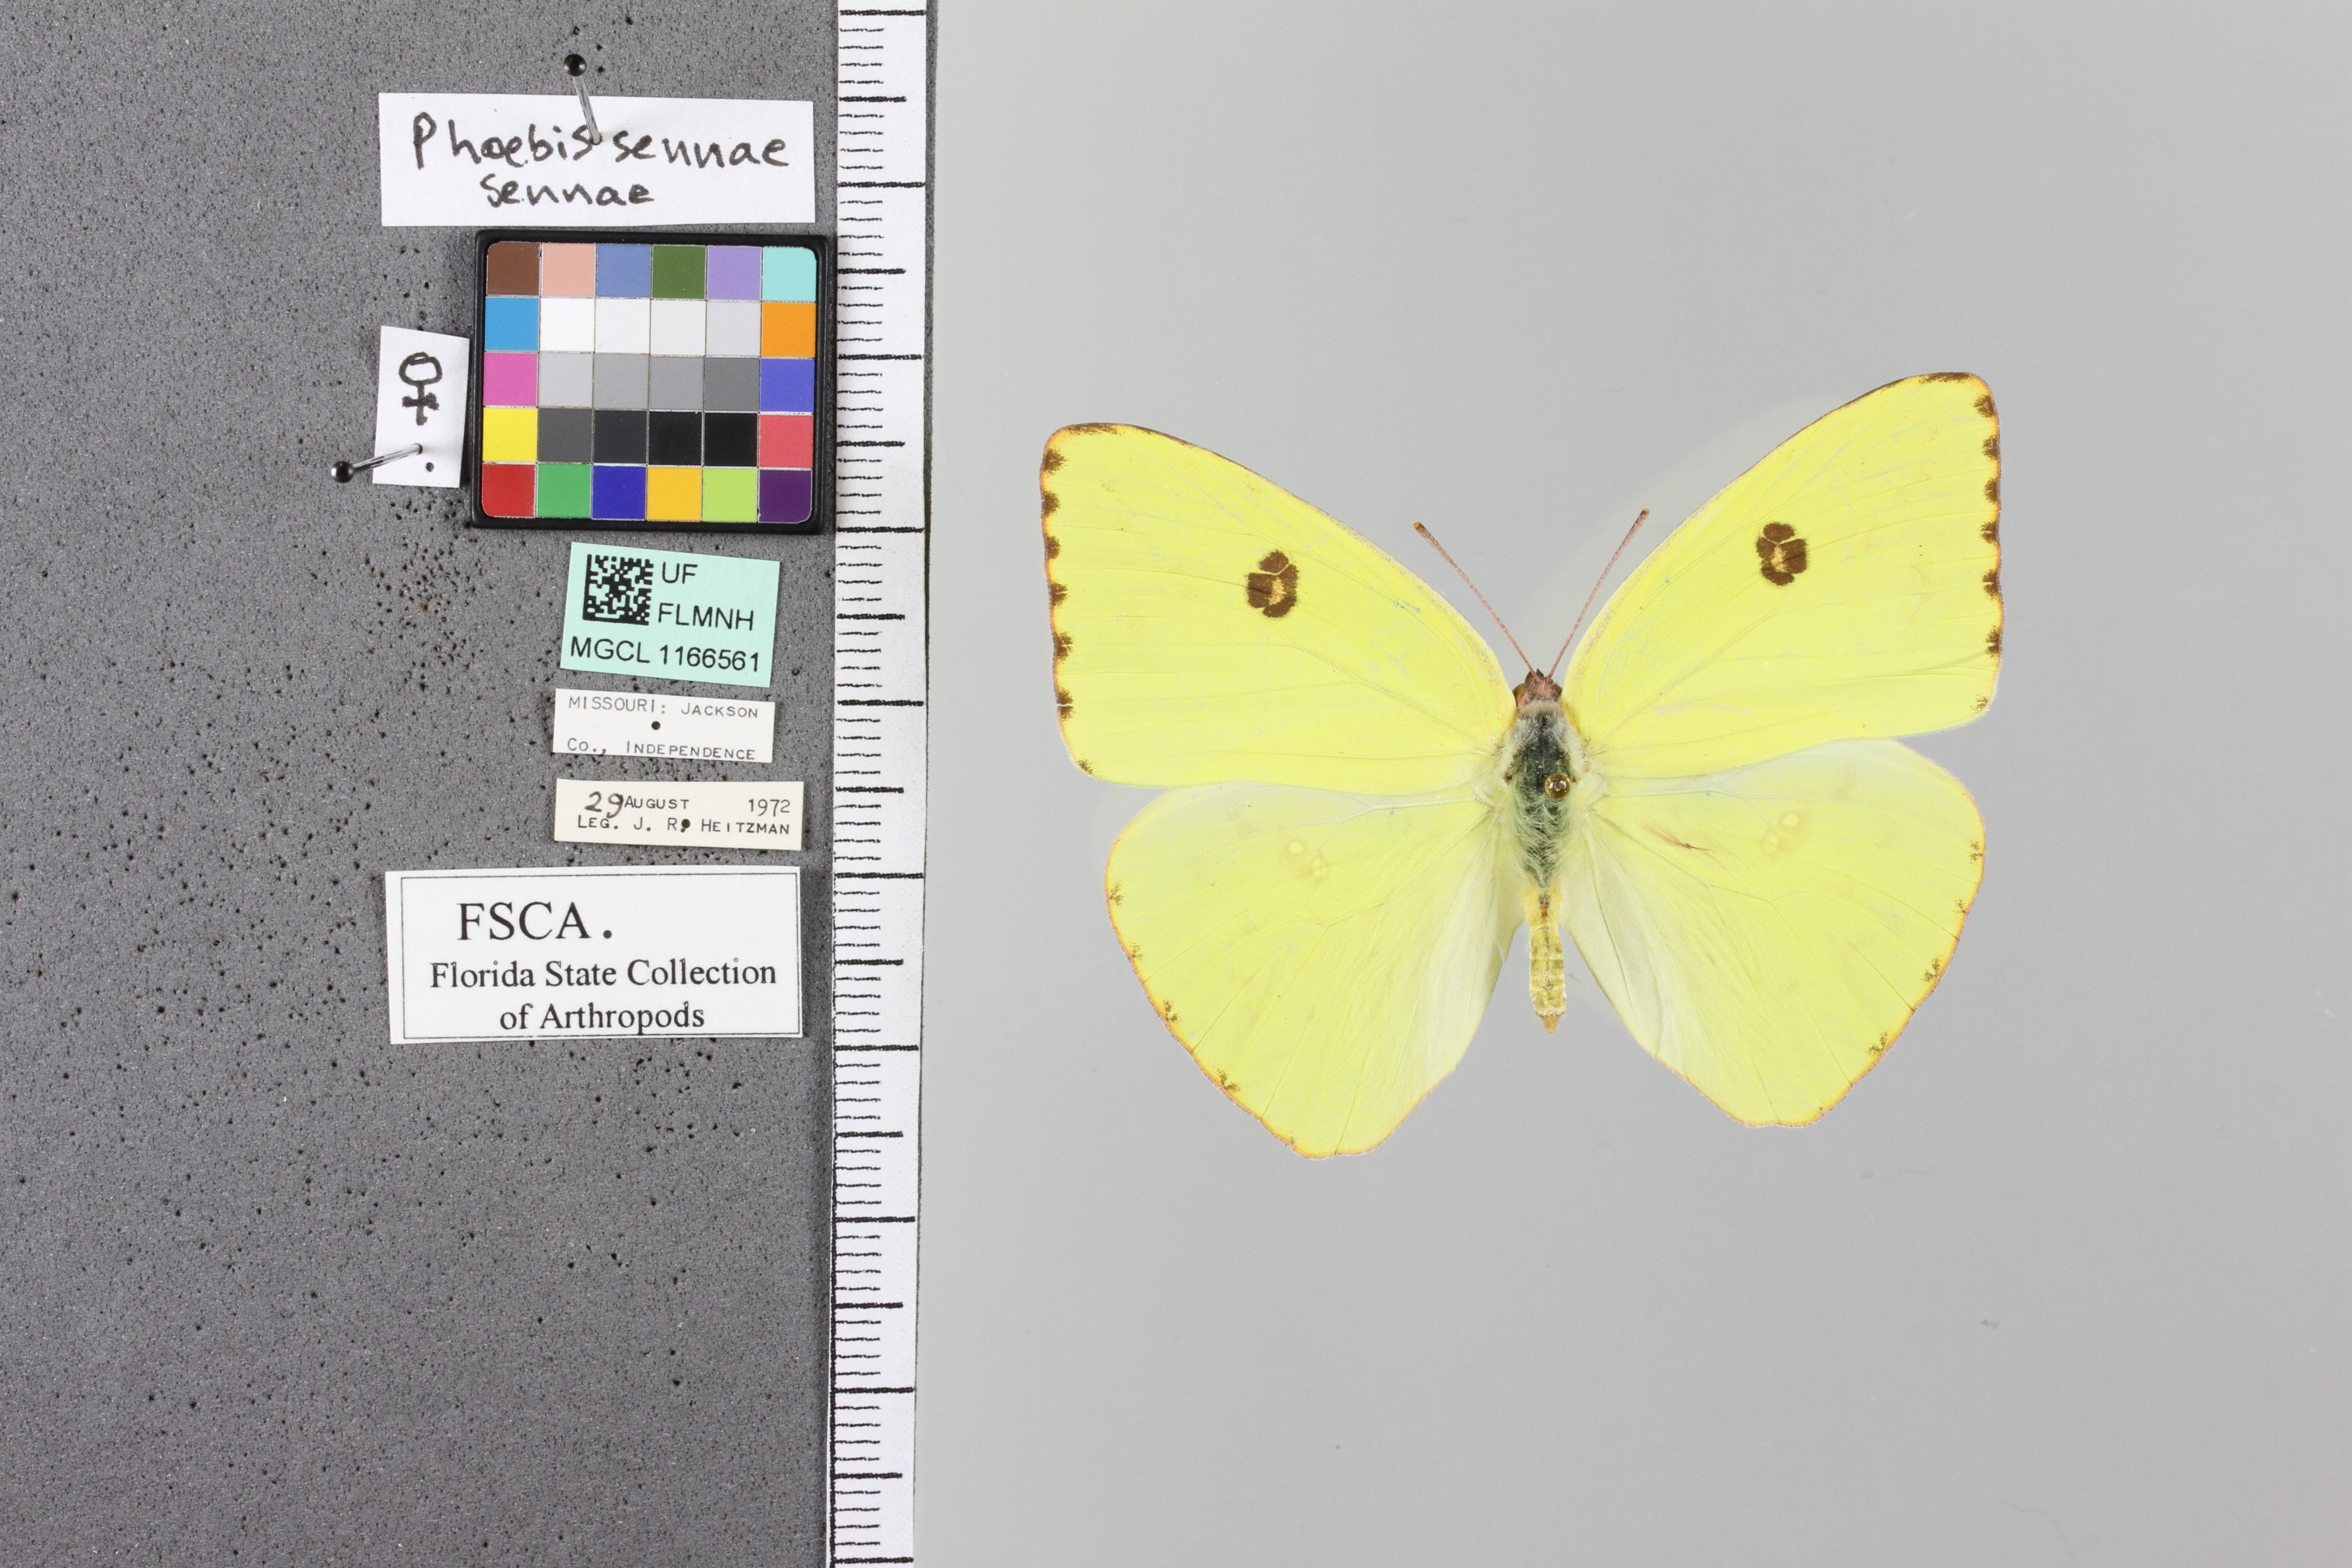 Phoebis sennae
sennae
♀.
UF
FLMNH
MGCL 1166561
MISSOURI: JACKSON
CO., INDEPENDENCE
29 AUGUST 1972
LEG. J. R. HEITZMAN
FSCA.
Florida State Collection
of Arthropods